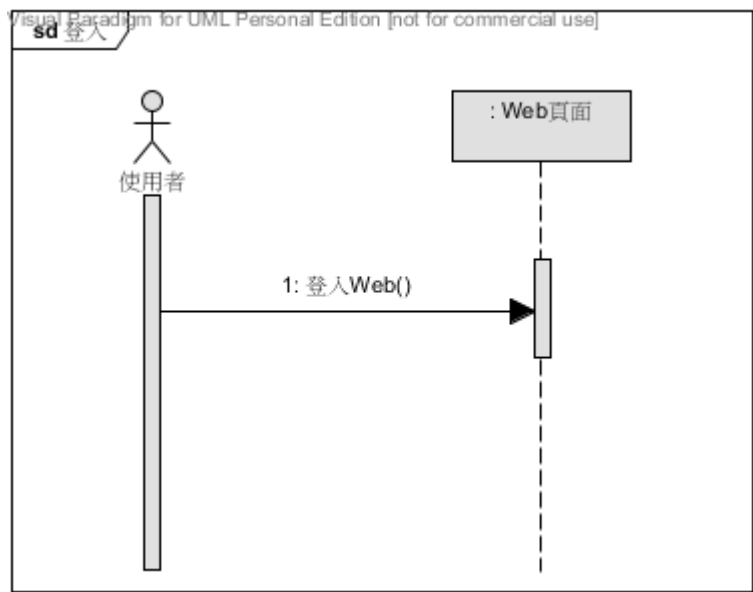 Visual Paradigm for UML Personal Edition [not for commercial use]
sd 登入
: Web頁面
使用者
1: 登入Web()